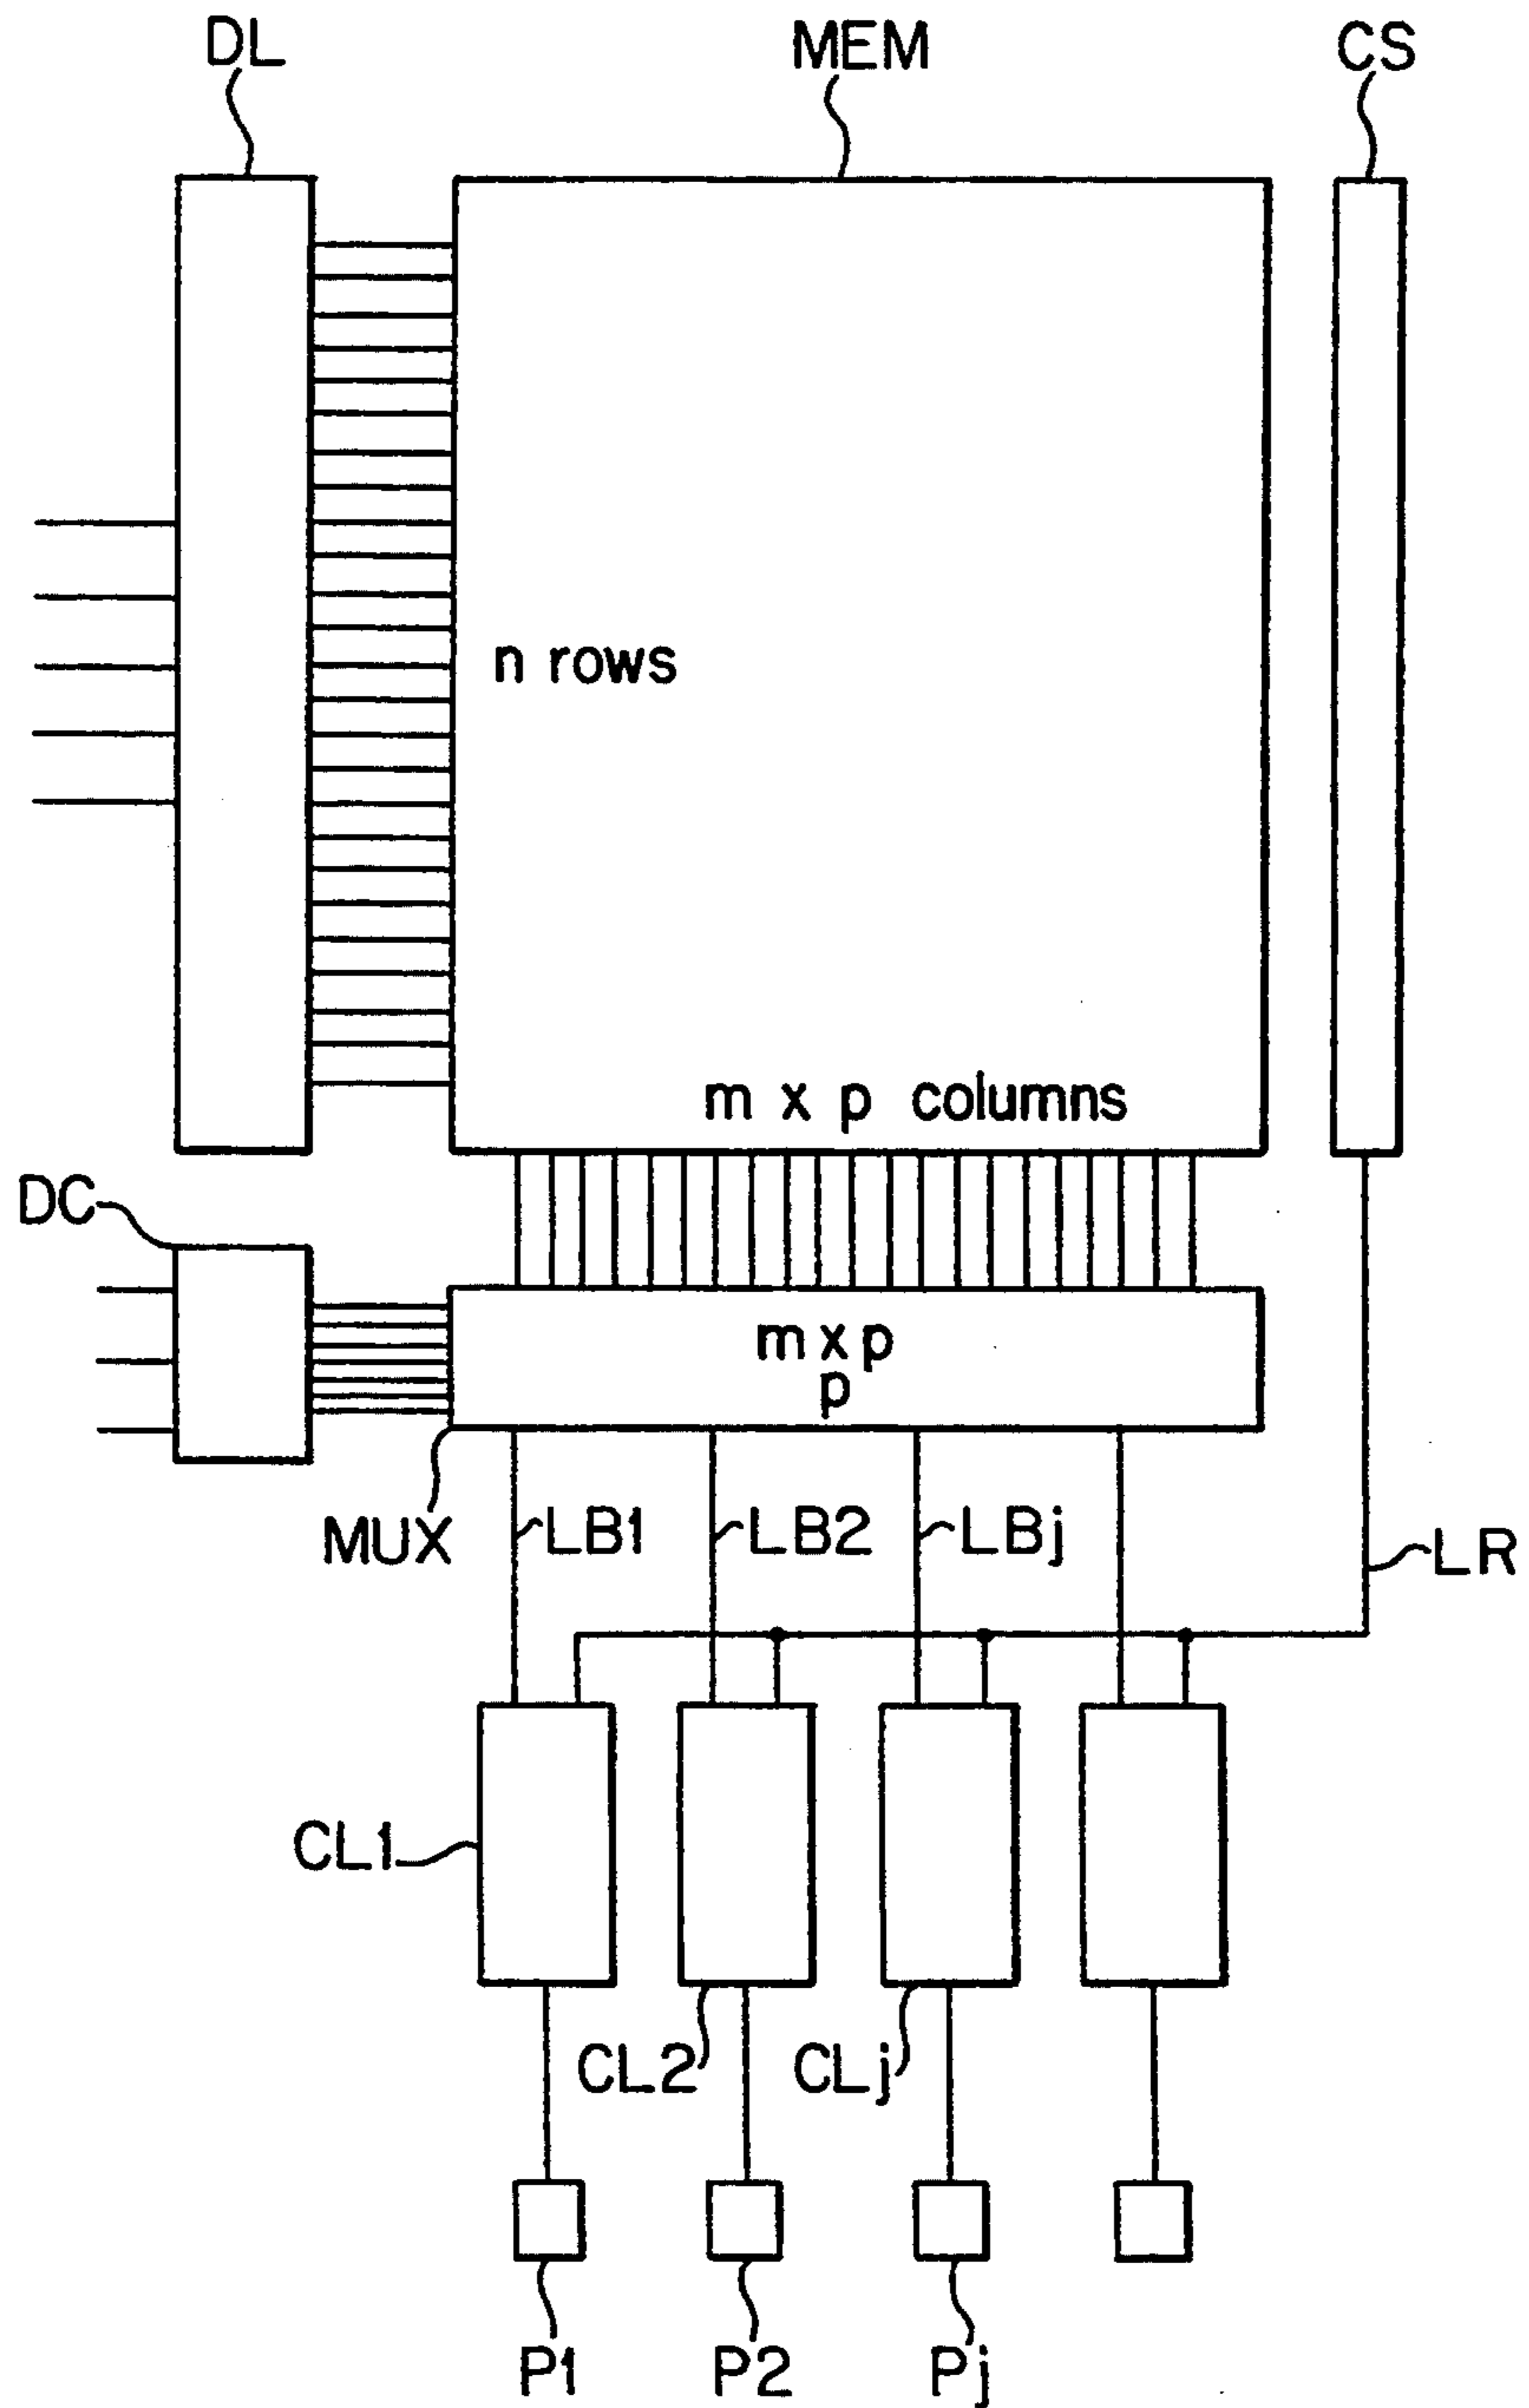 DL
MEM
CS
n rows
m x p columns
DC
m x p
p
MUX
LB1
LB2
LBj
LR
CL1
CL2
CLj
P1
P2
Pj